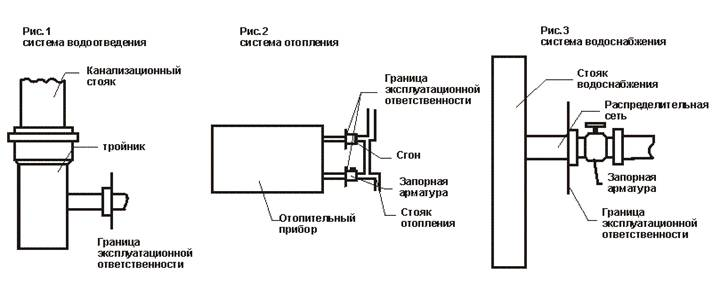 Рис.1
система водоотведения
Канализационный
стояк
тройник
Граница
эксплуатационной
ответственности
Рис.2
система отопления
Граница
эксплуатационной
ответственности
Сгон
Запорная
арматура
Отопительный
прибор
Стояк
отопления
Рис.3
система водоснабжения
Стояк
водоснабжения
Распределительная
сеть
Запорная
арматура
Граница
эксплуатационной
ответственности